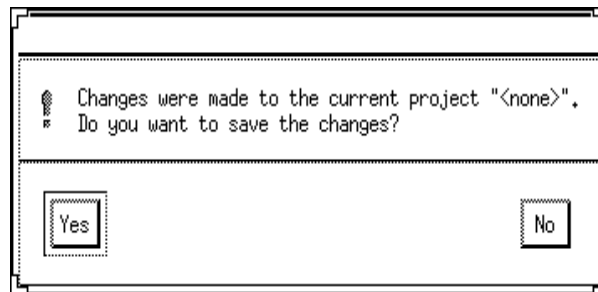 Changes were made to the current project "<none>".
Do you want to save the changes?
Yes No